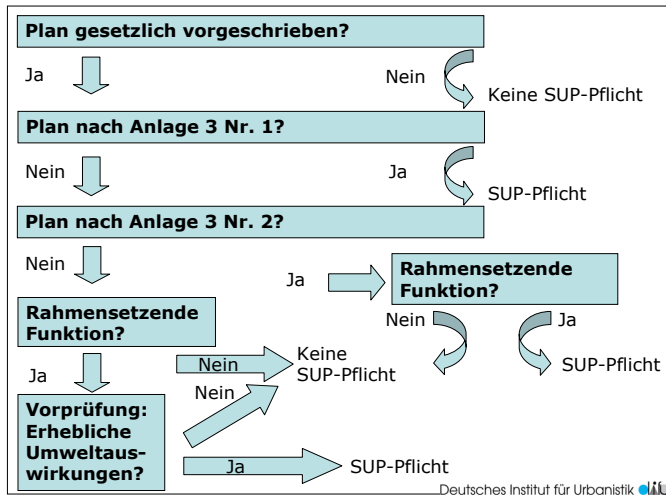 Plan gesetzlich vorgeschrieben?
Ja
Nein
Keine SUP-Pflicht
Plan nach Anlage 3 Nr. 1?
Nein
Ja
SUP-Pflicht
Plan nach Anlage 3 Nr. 2?
Nein
Ja
Rahmensetzende
Funktion?
Rahmensetzende
Funktion?
Nein
Ja
Ja
Nein
Nein
Keine
SUP-Pflicht
SUP-Pflicht
Vorprüfung:
Erhebliche
Umweltaus-
wirkungen?
Ja
SUP-Pflicht
Deutsches Institut für Urbanistik